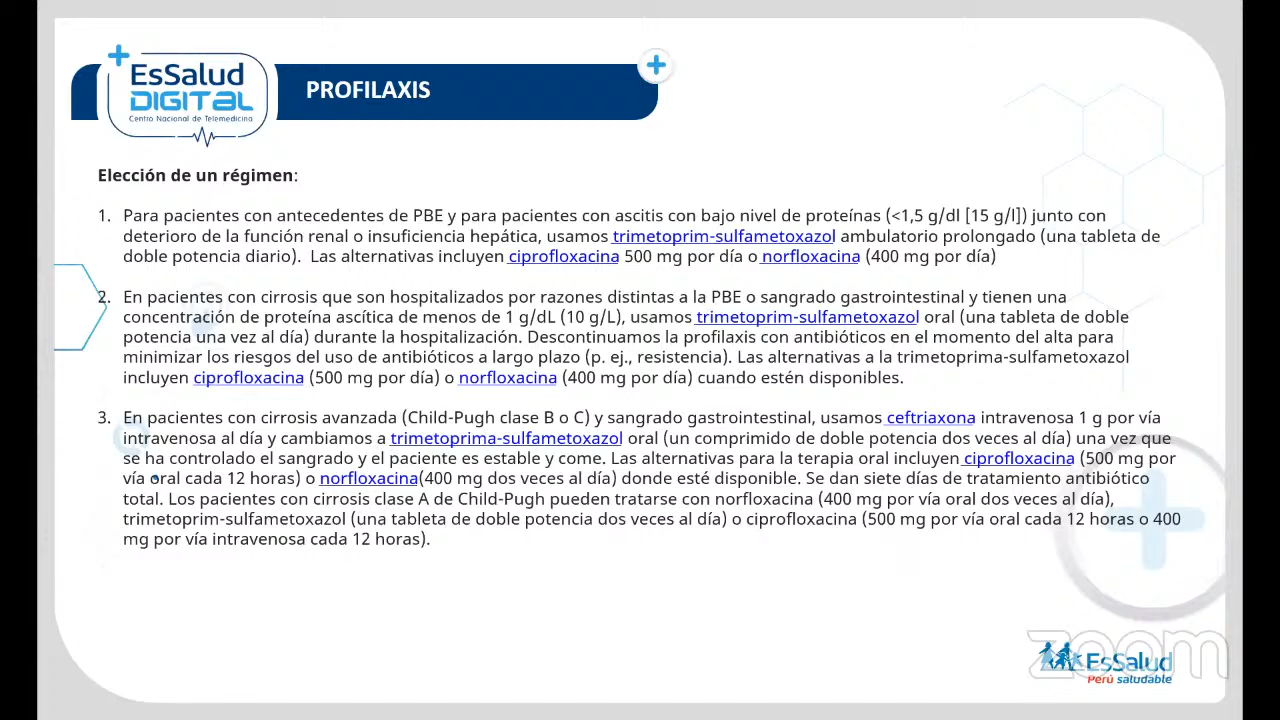 EsSalud
DIGITAL
Centro Nacional de Telemedicina
PROFILAXIS
Elección de un régimen:
1. Para pacientes con antecedentes de PBE y para pacientes con ascitis con bajo nivel de proteínas (<1,5 g/dl [15 g/l]) junto con
deterioro de la función renal o insuficiencia hepática, usamos trimetoprim-sulfametoxazol ambulatorio prolongado (una tableta de
doble potencia diario). Las alternativas incluyen ciprofloxacina 500 mg por día o norfloxacina (400 mg por día)
2. En pacientes con cirrosis que son hospitalizados por razones distintas a la PBE o sangrado gastrointestinal y tienen una
concentración de proteína ascítica de menos de 1 g/dL (10 g/L), usamos trimetoprim-sulfametoxazol oral (una tableta de doble
potencia una vez al día) durante la hospitalización. Descontinuamos la profilaxis con antibióticos en el momento del alta para
minimizar los riesgos del uso de antibióticos a largo plazo (p. ej., resistencia). Las alternativas a la trimetoprima-sulfametoxazol
incluyen ciprofloxacina (500 mg por día) o norfloxacina (400 mg por día) cuando estén disponibles.
3. En pacientes con cirrosis avanzada (Child-Pugh clase B o C) y sangrado gastrointestinal, usamos ceftriaxona intravenosa 1 g por vía
intravenosa al día y cambiamos a trimetoprima-sulfametoxazol oral (un comprimido de doble potencia dos veces al día) una vez que
se ha controlado el sangrado y el paciente es estable y come. Las alternativas para la terapia oral incluyen ciprofloxacina (500 mg por
vía oral cada 12 horas) o norfloxacina(400 mg dos veces al día) donde esté disponible. Se dan siete días de tratamiento antibiótico
total. Los pacientes con cirrosis clase A de Child-Pugh pueden tratarse con norfloxacina (400 mg por vía oral dos veces al día),
trimetoprim-sulfametoxazol (una tableta de doble potencia dos veces al día) o ciprofloxacina (500 mg por vía oral cada 12 horas o 400
mg por vía intravenosa cada 12 horas).
zoom
EsSalud
Perú saludable